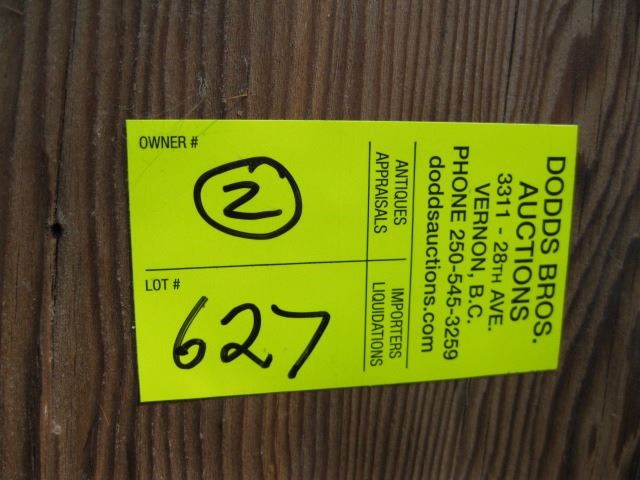 DODDS BROS.
AUCTIONS
3311 - 28TH AVE.
VERNON, B.C.
PHONE 250-545-3259
doddsauctions.com
ANTIQUES
APPRAISALS
IMPORTERS
LIQUIDATIONS
OWNER #
2
LOT #
627